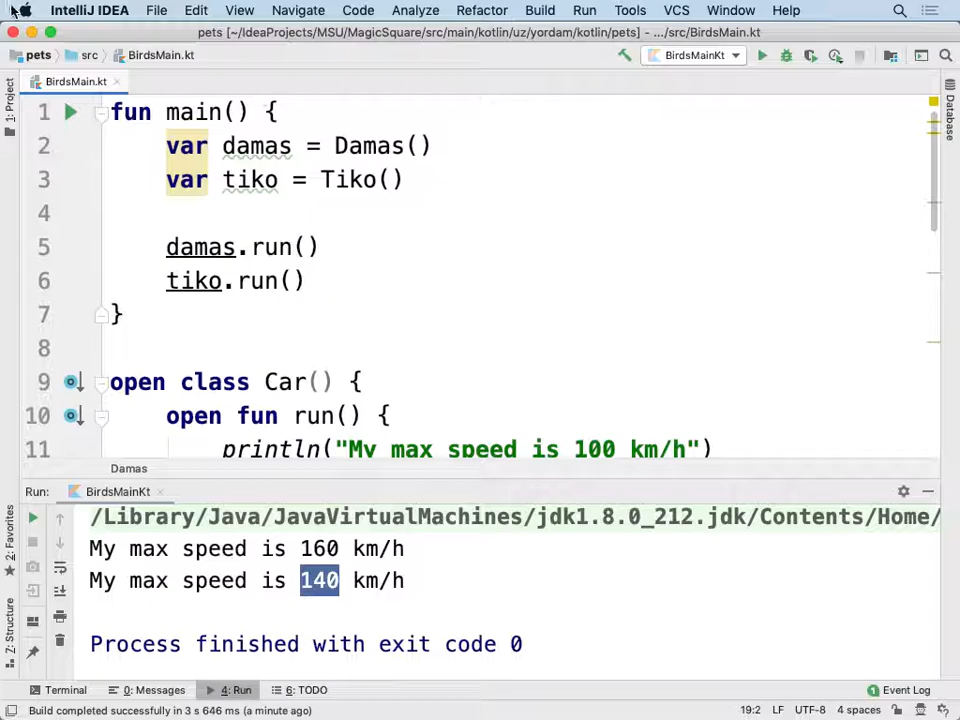 IntelliJ IDEA File Edit View Navigate Code Analyze Refactor Build Run Tools VCS Window Help
pets [~/IdeaProjects/MSU/MagicSquare/src/main/kotlin/uz/yordam/kotlin/pets] - .../src/BirdsMain.kt
pets src BirdsMain.kt BirdsMainKt
BirdsMain.kt
1: Project
Database
1 fun main() {
2 var damas = Damas()
3 var tiko = Tiko()
4
5 damas.run()
6 tiko.run()
7 }
8
9 open class Car() {
10 open fun run() {
11 println("My max speed is 100 km/h")
Damas
Run: BirdsMainKt
/Library/Java/JavaVirtualMachines/jdk1.8.0_212.jdk/Contents/Home/
My max speed is 160 km/h
My max speed is 140 km/h
Process finished with exit code 0
2: Favorites
7: Structure
Terminal 0: Messages 4: Run 6: TODO 1 Event Log
Build completed successfully in 3 s 646 ms (a minute ago) 19:2 LF UTF-8 4 spaces